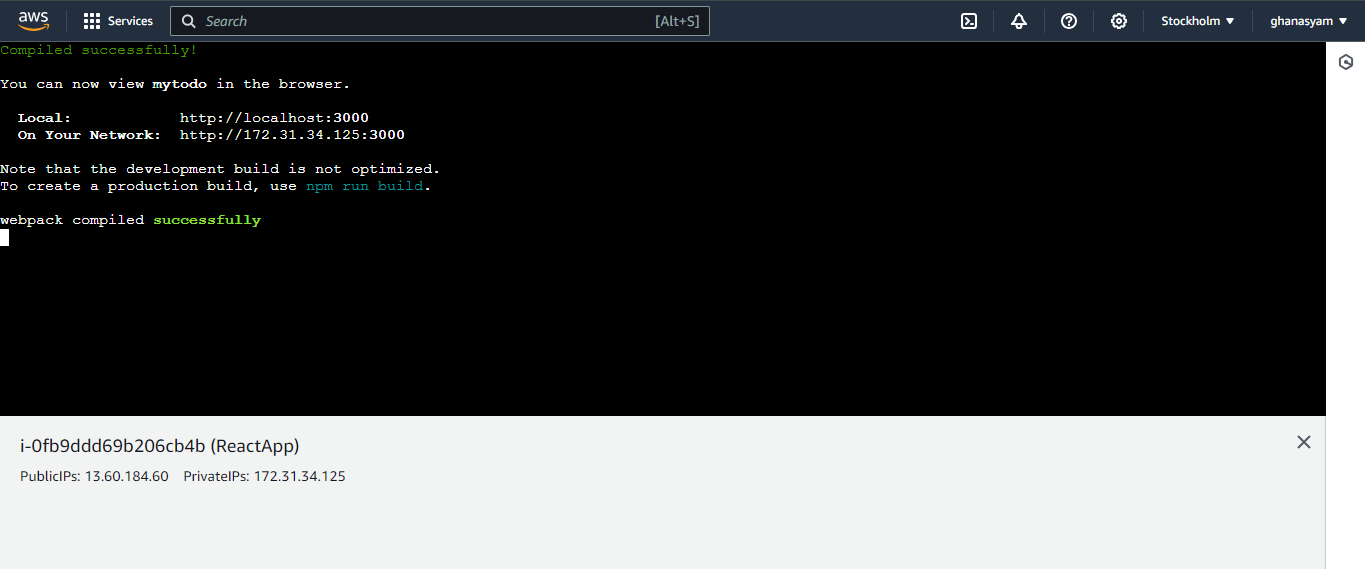 aws Services Search [Alt+S] Stockholm ghanasyam
Compiled successfully!
You can now view mytodo in the browser.
Local: http://localhost:3000
On Your Network: http://172.31.34.125:3000
Note that the development build is not optimized.
To create a production build, use npm run build.
webpack compiled successfully
i-0fb9ddd69b206cb4b (ReactApp)
PublicIPs: 13.60.184.60 PrivateIPs: 172.31.34.125